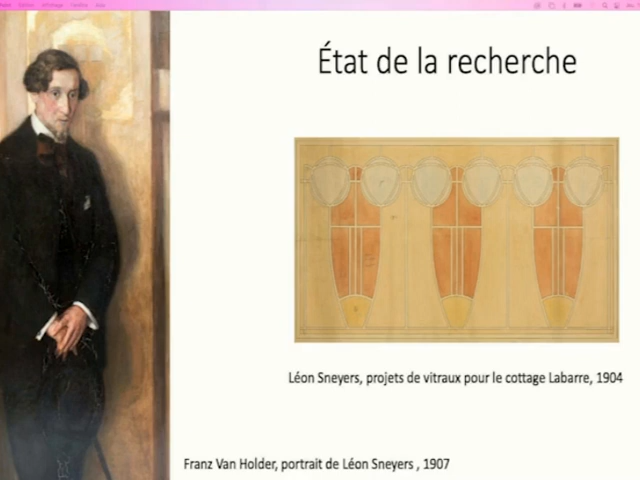 État de la recherche
Léon Sneyers, projets de vitraux pour le cottage Labarre, 1904
Franz Van Holder, portrait de Léon Sneyers , 1907